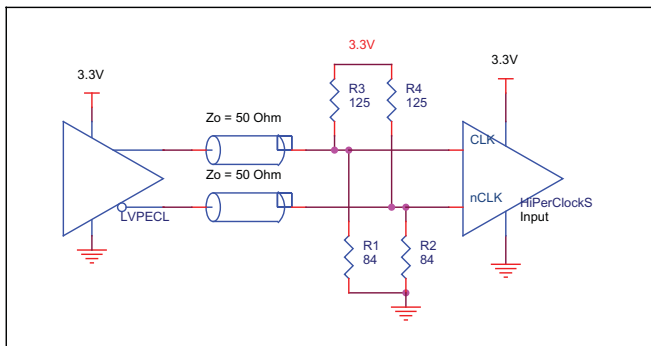 3.3V
3.3V
3.3V
R3
125
R4
125
Zo = 50 Ohm
CLK
Zo = 50 Ohm
nCLK
HiPerClockS
Input
LVPECL
R1
84
R2
84